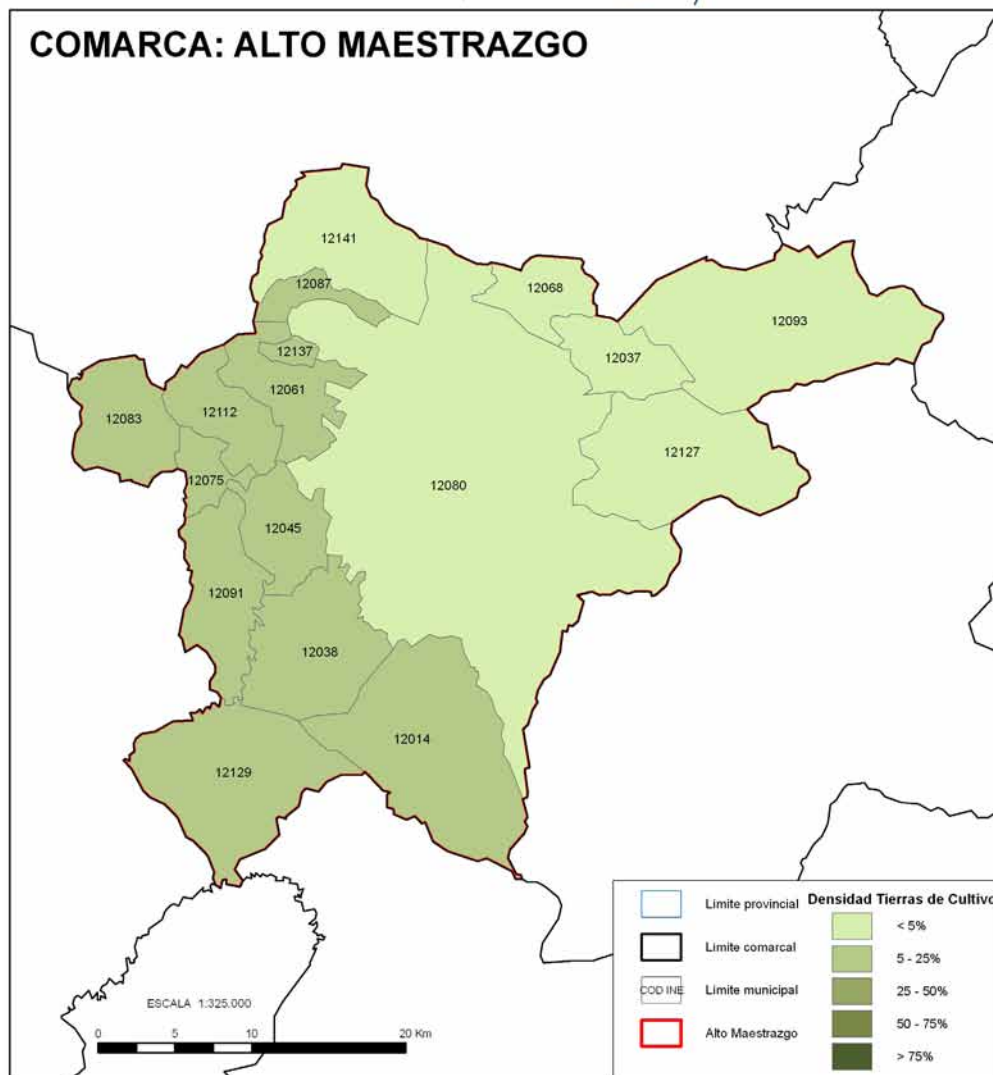 COMARCA: ALTO MAESTRAZGO
12141
12087
12068
12093
12137
12037
12061
12083
12112
12127
12075
12080
12045
12091
12038
12014
12129
ESCALA 1:325.000
0 5 10 20 Km
Limite provincial
Limite comarcal
COD INE
Limite municipal
Alto Maestrazgo
Densidad Tierras de Cultivo
< 5%
5 - 25%
25 - 50%
50 - 75%
> 75%